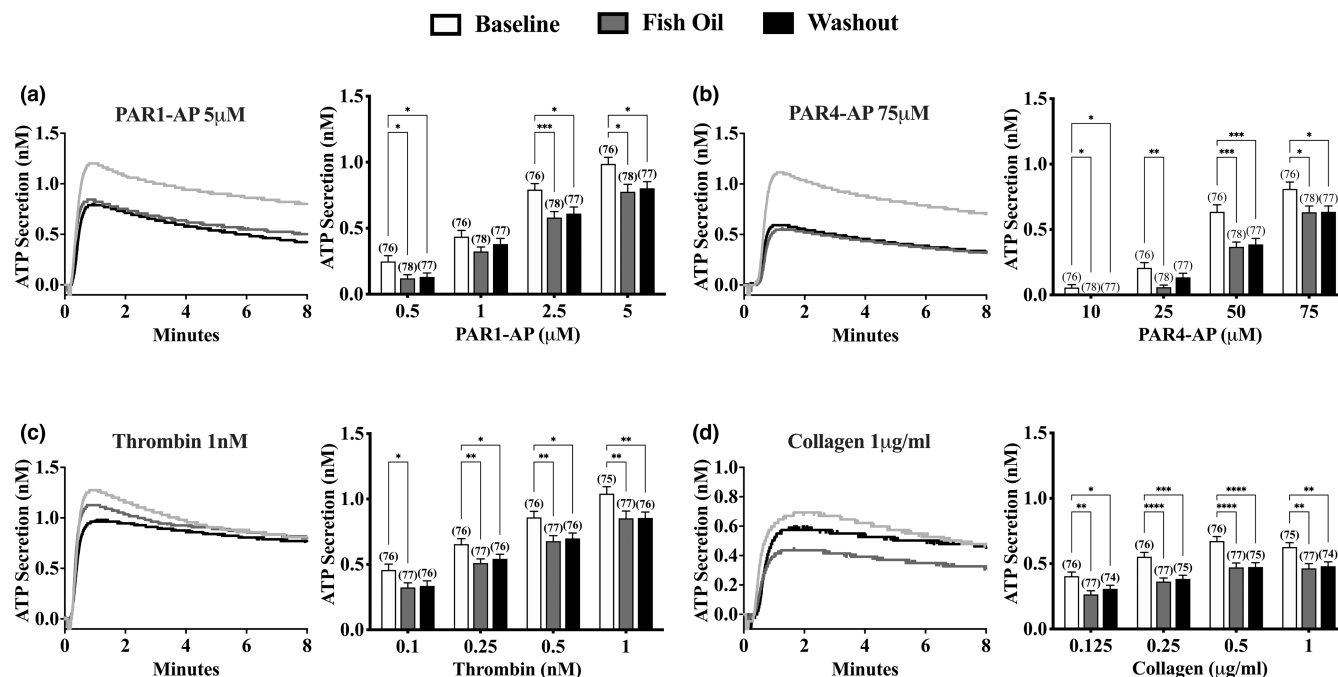 Baseline Fish Oil Washout
(a)
PAR1-AP 5μM
ATP Secretion (nM)
1.5
1.0
0.5
0.0
0 2 4 6 8
Minutes
ATP Secretion (nM)
1.5
1.0
0.5
0.0
* * *** * * *
(76) (78) (77) (76) (78) (77) (76) (78) (77) (76) (78) (77)
0.5 1 2.5 5
PAR1-AP (μM)
(b)
PAR4-AP 75μM
ATP Secretion (nM)
1.5
1.0
0.5
0.0
0 2 4 6 8
Minutes
ATP Secretion (nM)
1.5
1.0
0.5
0.0
* * ** *** *** * *
(76) (78) (77) (76) (78) (77) (76) (78) (77) (76) (78) (77)
10 25 50 75
PAR4-AP (μM)
(c)
Thrombin 1nM
ATP Secretion (nM)
1.5
1.0
0.5
0.0
0 2 4 6 8
Minutes
ATP Secretion (nM)
1.5
1.0
0.5
0.0
* ** * ** * ** **
(76) (77) (76) (76) (77) (76) (76) (77) (76) (75) (77) (76)
0.1 0.25 0.5 1
Thrombin (nM)
(d)
Collagen 1μg/ml
ATP Secretion (nM)
1.0
0.8
0.6
0.4
0.2
0.0
0 2 4 6 8
Minutes
ATP Secretion (nM)
1.5
1.0
0.5
0.0
** * **** *** **** **** ** **
(76) (77) (74) (76) (77) (75) (76) (77) (75) (75) (77) (74)
0.125 0.25 0.5 1
Collagen (μg/ml)